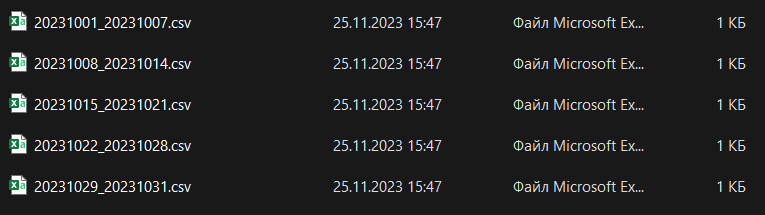 20231001_20231007.csv 25.11.2023 15:47 Файл Microsoft Ex... 1 КБ
20231008_20231014.csv 25.11.2023 15:47 Файл Microsoft Ex... 1 КБ
20231015_20231021.csv 25.11.2023 15:47 Файл Microsoft Ex... 1 КБ
20231022_20231028.csv 25.11.2023 15:47 Файл Microsoft Ex... 1 КБ
20231029_20231031.csv 25.11.2023 15:47 Файл Microsoft Ex... 1 КБ